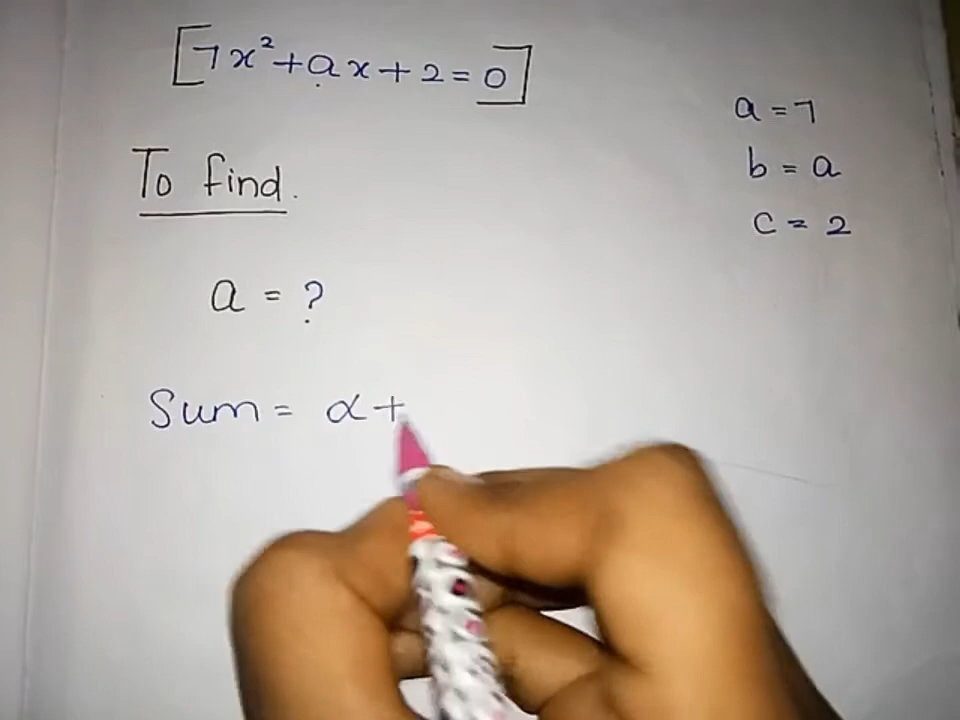 [7x²+ax+2=0]
a=7
b=a
c=2
To find.
a=?
Sum= α+